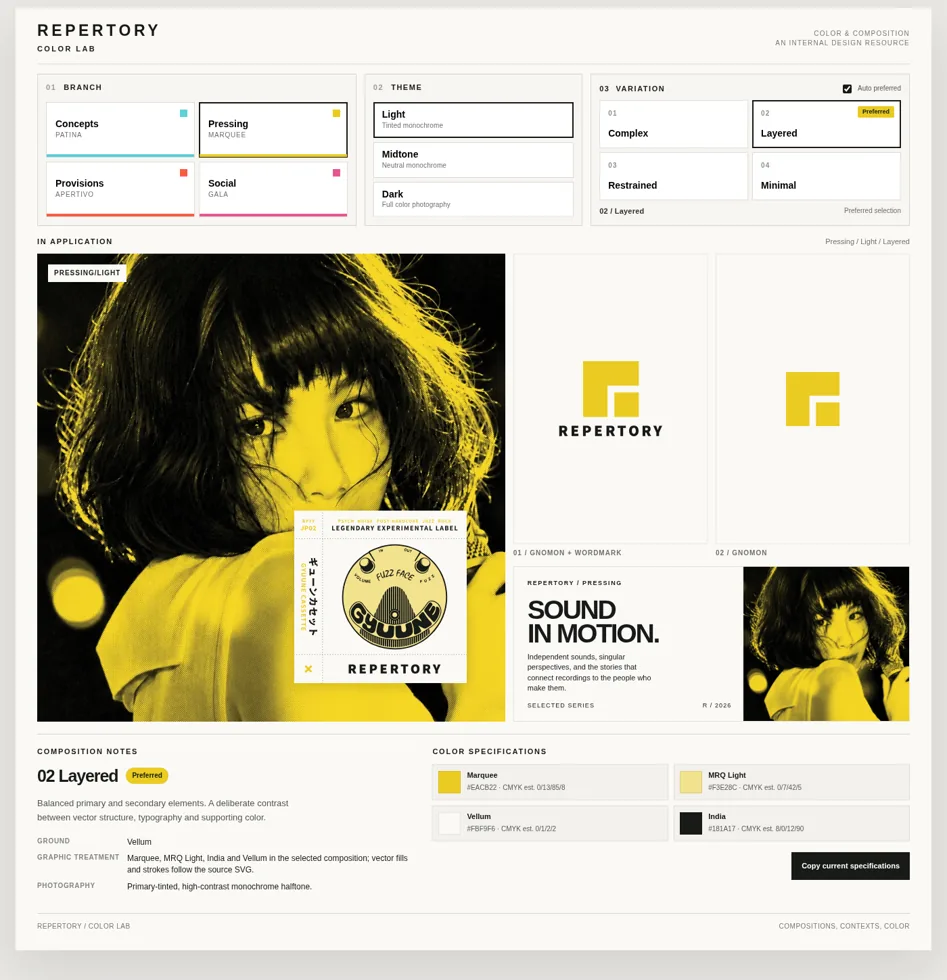 REPERTORY
COLOR LAB
COLOR & COMPOSITION
AN INTERNAL DESIGN RESOURCE
01 BRANCH
Concepts
PATINA
Pressing
MARQUEE
Provisions
APERTIVO
Social
GALA
02 THEME
Light
Tinted monochrome
Midtone
Neutral monochrome
Dark
Full color photography
03 VARIATION
Auto preferred
01
Complex
02
Preferred
Layered
03
Restrained
04
Minimal
02 / Layered
Preferred selection
IN APPLICATION
Pressing / Light / Layered
PRESSING/LIGHT
LEGENDARY EXPERIMENTAL LABEL
ギューンカセット
GYUUNE CASSETTE
IN
OUT
VOLUME
FUZZ FACE
FUZZ
GYUUNE
REPERTORY
REPERTORY
01 / GNOMON + WORDMARK
02 / GNOMON
REPERTORY / PRESSING
SOUND
IN MOTION.
Independent sounds, singular
perspectives, and the stories that
connect recordings to the people who
make them.
SELECTED SERIES
R / 2026
COMPOSITION NOTES
02 Layered
Preferred
Balanced primary and secondary elements. A deliberate contrast
between vector structure, typography and supporting color.
GROUND
Vellum
GRAPHIC TREATMENT
Marquee, MRQ Light, India and Vellum in the selected composition; vector fills
and strokes follow the source SVG.
PHOTOGRAPHY
Primary-tinted, high-contrast monochrome halftone.
COLOR SPECIFICATIONS
Marquee
#EACB22 · CMYK est. 0/13/85/8
MRQ Light
#F3E28C · CMYK est. 0/7/42/5
Vellum
#FBF9F6 · CMYK est. 0/1/2/2
India
#181A17 · CMYK est. 8/0/12/90
Copy current specifications
REPERTORY / COLOR LAB
COMPOSITIONS, CONTEXTS, COLOR